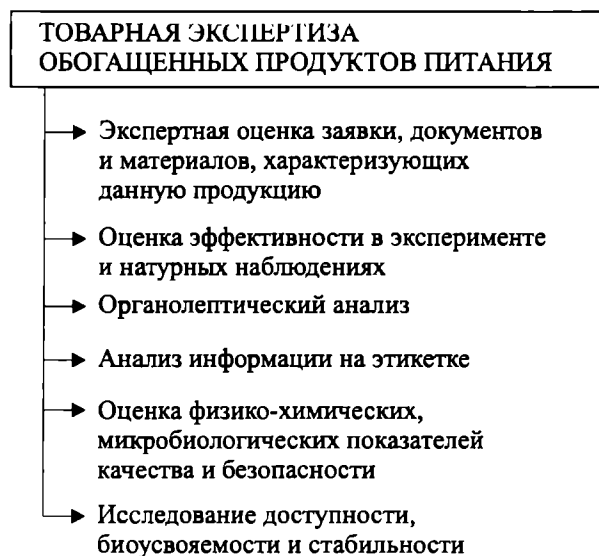 ТОВАРНАЯ ЭКСПЕРТИЗА
ОБОГАЩЕННЫХ ПРОДУКТОВ ПИТАНИЯ
Экспертная оценка заявки, документов
и материалов, характеризующих
данную продукцию
Оценка эффективности в эксперименте
и натурных наблюдениях
Органолептический анализ
Анализ информации на этикетке
Оценка физико-химических,
микробиологических показателей
качества и безопасности
Исследование доступности,
биоусвояемости и стабильности